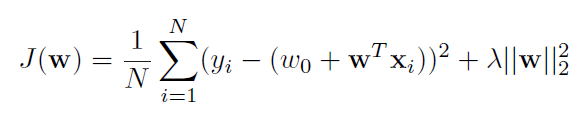 J(w) = \frac{1}{N} \sum_{i=1}^{N} (y_i - (w_0 + \mathbf{w}^T \mathbf{x}_i))^2 + \lambda ||\mathbf{w}||_2^2